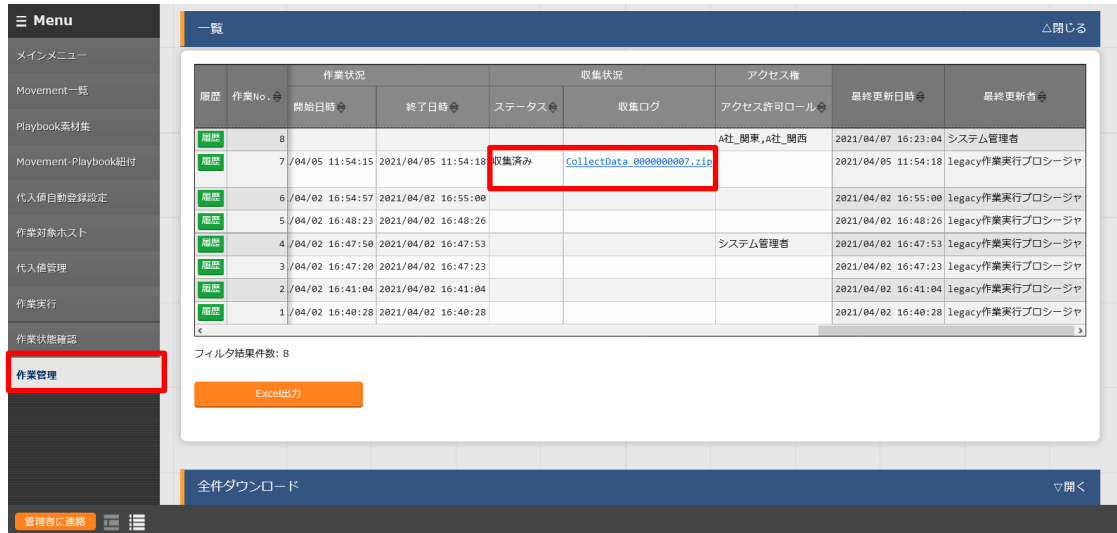 ☰ Menu
メインメニュー
Movement一覧
Playbook素材集
Movement-Playbook紐付
代入値自動登録設定
作業対象ホスト
代入値管理
作業実行
作業状態確認
作業管理
一覧 △閉じる
作業状況 収集状況 アクセス権
履歴 作業No. 開始日時 終了日時 ステータス 収集ログ アクセス許可ロール 最終更新日時 最終更新者
履歴 8 A社_関東,A社_関西 2021/04/07 16:23:04 システム管理者
履歴 7 /04/05 11:54:15 2021/04/05 11:54:18 収集済み CollectData_0000000007.zip 2021/04/05 11:54:18 legacy作業実行プロシージャ
履歴 6 /04/02 16:54:57 2021/04/02 16:55:00 2021/04/02 16:55:00 legacy作業実行プロシージャ
履歴 5 /04/02 16:48:23 2021/04/02 16:48:26 2021/04/02 16:48:26 legacy作業実行プロシージャ
履歴 4 /04/02 16:47:50 2021/04/02 16:47:53 システム管理者 2021/04/02 16:47:53 legacy作業実行プロシージャ
履歴 3 /04/02 16:47:20 2021/04/02 16:47:23 2021/04/02 16:47:23 legacy作業実行プロシージャ
履歴 2 /04/02 16:41:04 2021/04/02 16:41:04 2021/04/02 16:41:04 legacy作業実行プロシージャ
履歴 1 /04/02 16:40:28 2021/04/02 16:40:28 2021/04/02 16:40:28 legacy作業実行プロシージャ
フィルタ結果件数: 8
Excel出力
全件ダウンロード ▽開く
管理者に連絡